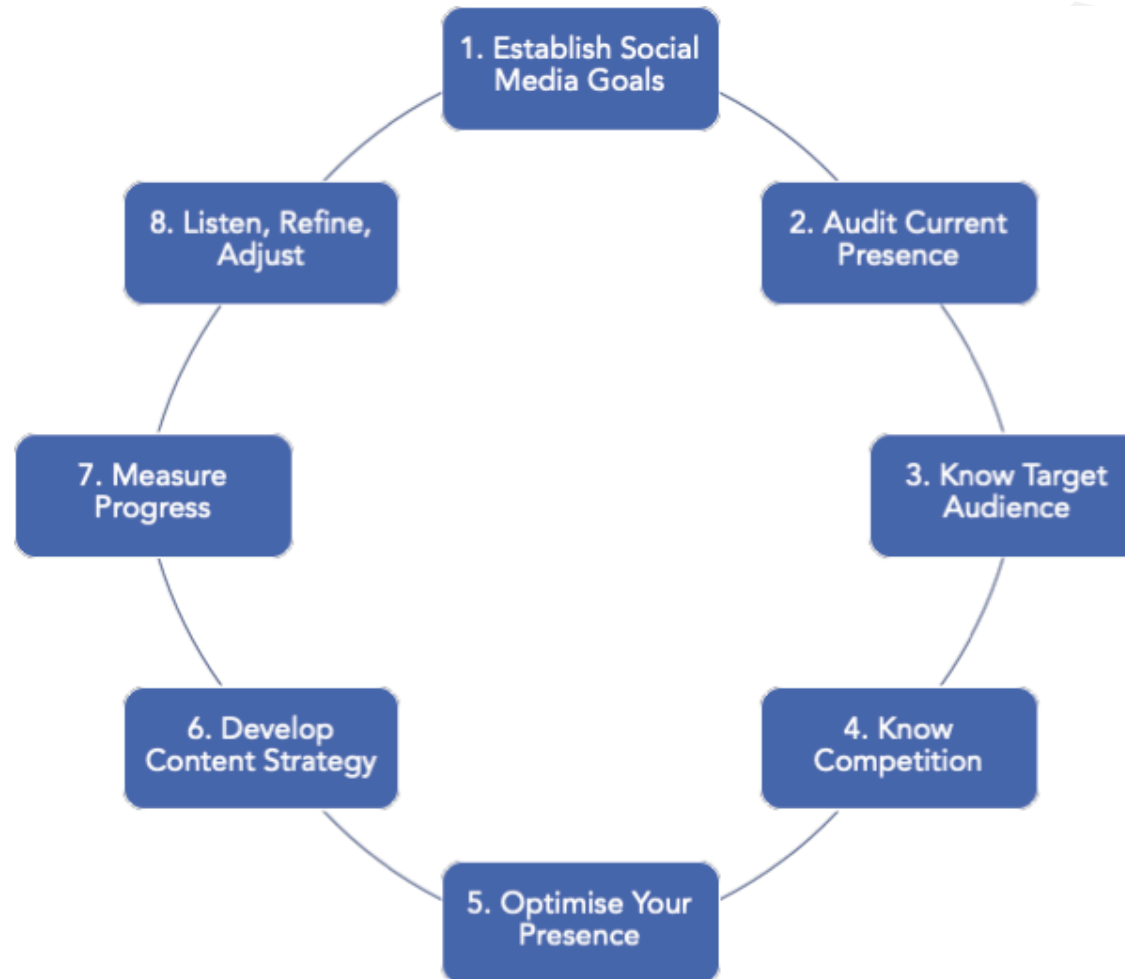 1. Establish Social
Media Goals
2. Audit Current
Presence
3. Know Target
Audience
4. Know
Competition
5. Optimise Your
Presence
6. Develop
Content Strategy
7. Measure
Progress
8. Listen, Refine,
Adjust